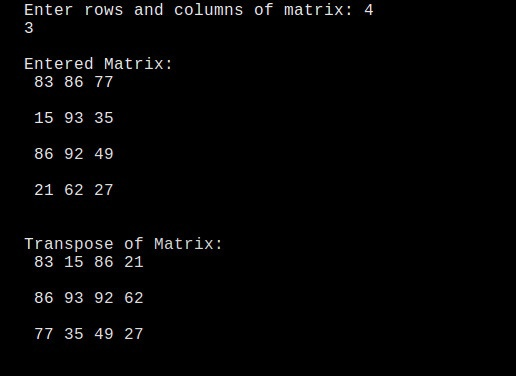 Enter rows and columns of matrix: 4
3
Entered Matrix:
83 86 77
15 93 35
86 92 49
21 62 27
Transpose of Matrix:
83 15 86 21
86 93 92 62
77 35 49 27